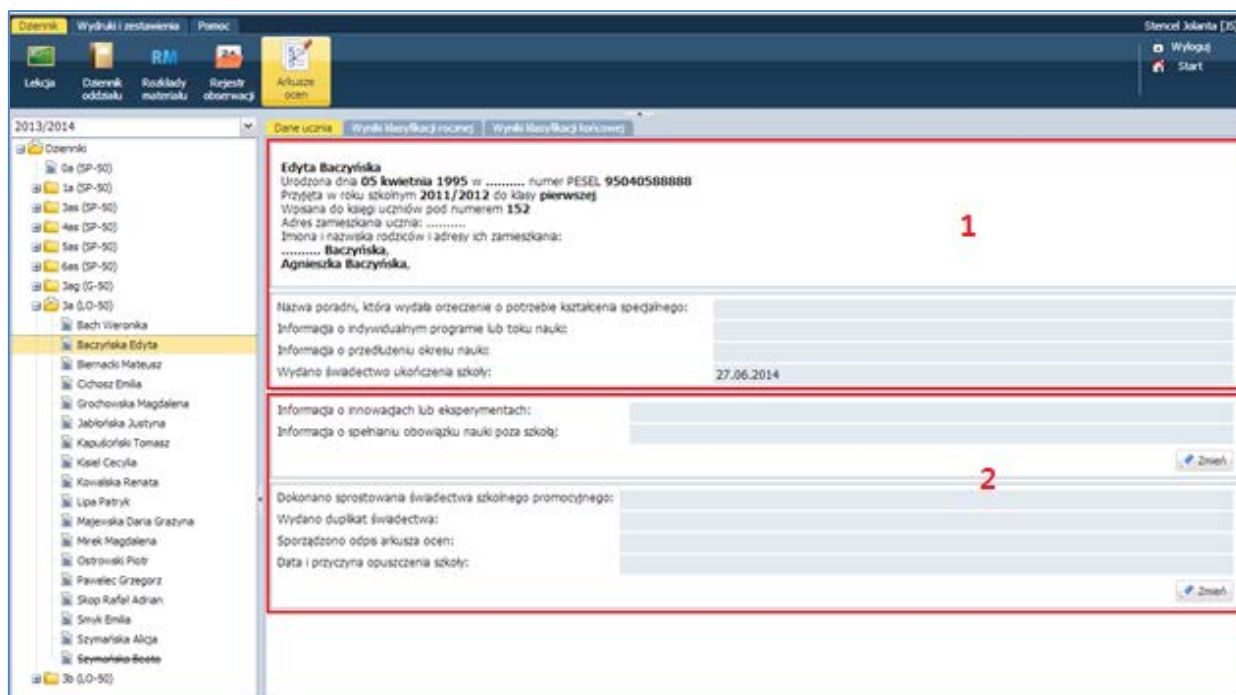 Dziennik Wydruki i zestawienia Pomoc
Stencel Jolanta [JS]
Wyloguj
Start
Lekcja
Dziennik oddziału
RM
Rozkłady materiału
Rejestr obserwacji
Arkusze ocen
2013/2014
Dane ucznia Wyniki klasyfikacji rocznej Wyniki klasyfikacji końcowej
Dzienniki
0a (SP-50)
1a (SP-50)
3as (SP-50)
4as (SP-50)
5as (SP-50)
6as (SP-50)
3ag (G-50)
3a (LO-50)
Bach Weronika
Baczyńska Edyta
Biernacki Mateusz
Cichosz Emilia
Grochowska Magdalena
Jabłońska Justyna
Kapuściński Tomasz
Kisiel Cecylia
Kowalska Renata
Lipa Patryk
Majewska Daria Grażyna
Mirek Magdalena
Ostrowski Piotr
Pawelec Grzegorz
Skop Rafał Adrian
Smyk Emilia
Szymańska Alicja
Szymańska Beata
3b (LO-50)
Edyta Baczyńska
Urodzona dnia 05 kwietnia 1995 w .......... numer PESEL 95040588888
Przyjęta w roku szkolnym 2011/2012 do klasy pierwszej
Wpisana do księgi uczniów pod numerem 152
Adres zamieszkania ucznia: ..........
Imiona i nazwiska rodziców i adresy ich zamieszkania:
.......... Baczyńska,
Agnieszka Baczyńska,
1
Nazwa poradni, która wydała orzeczenie o potrzebie kształcenia specjalnego:
Informacja o indywidualnym programie lub toku nauki:
Informacja o przedłużeniu okresu nauki:
Wydano świadectwo ukończenia szkoły: 27.06.2014
Informacja o innowacjach lub eksperymentach:
Informacja o spełnianiu obowiązku nauki poza szkołą:
Zmień
2
Dokonano sprostowania świadectwa szkolnego promocyjnego:
Wydano duplikat świadectwa:
Sporządzono odpis arkusza ocen:
Data i przyczyna opuszczenia szkoły:
Zmień